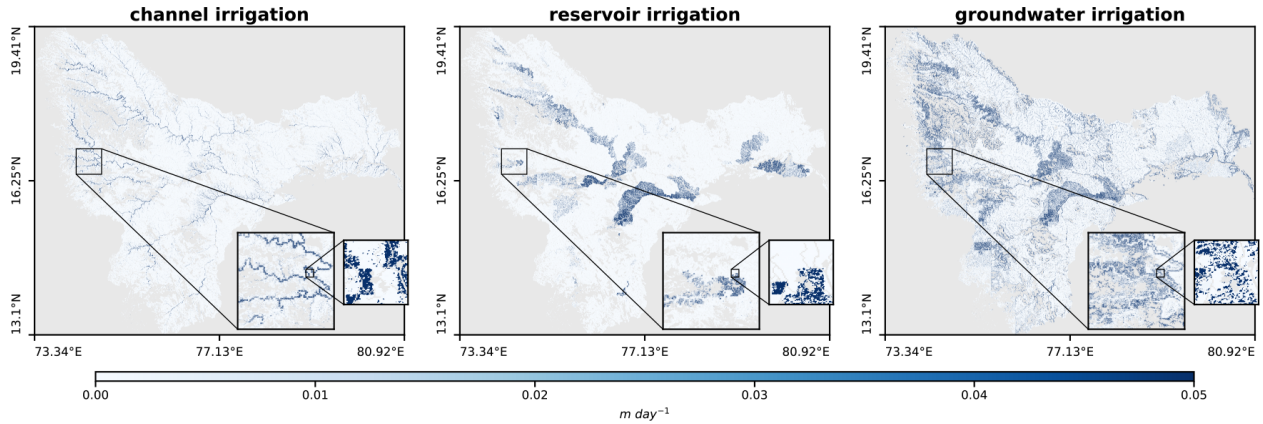 channel irrigation
reservoir irrigation
groundwater irrigation
19.41°N
16.25°N
13.1°N
73.34°E 77.13°E 80.92°E
19.41°N
16.25°N
13.1°N
73.34°E 77.13°E 80.92°E
19.41°N
16.25°N
13.1°N
73.34°E 77.13°E 80.92°E
0.00 0.01 0.02 0.03 0.04 0.05
m day⁻¹